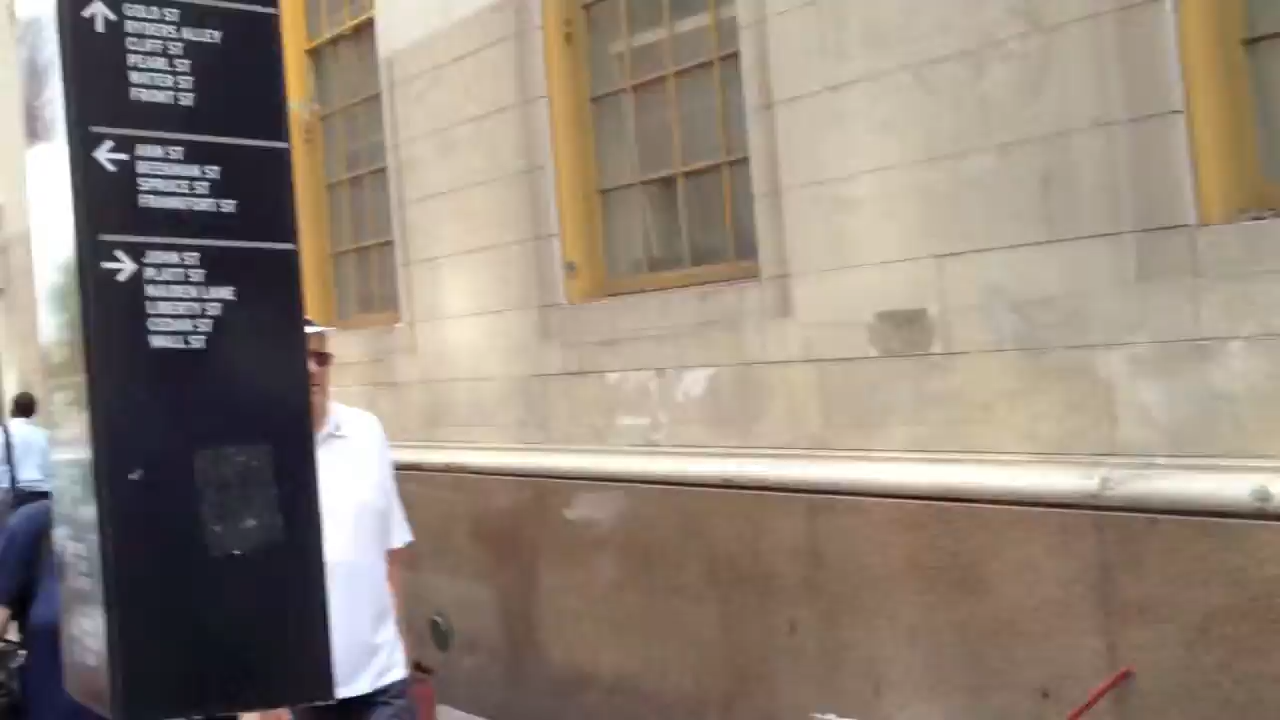 GOLD ST
RYDERS ALLEY
CLIFF ST
PEARL ST
WATER ST
FRONT ST
ANN ST
BEEKMAN ST
SPRUCE ST
FRANKFORT ST
JOHN ST
PLATT ST
MAIDEN LANE
LIBERTY ST
CEDAR ST
WALL ST